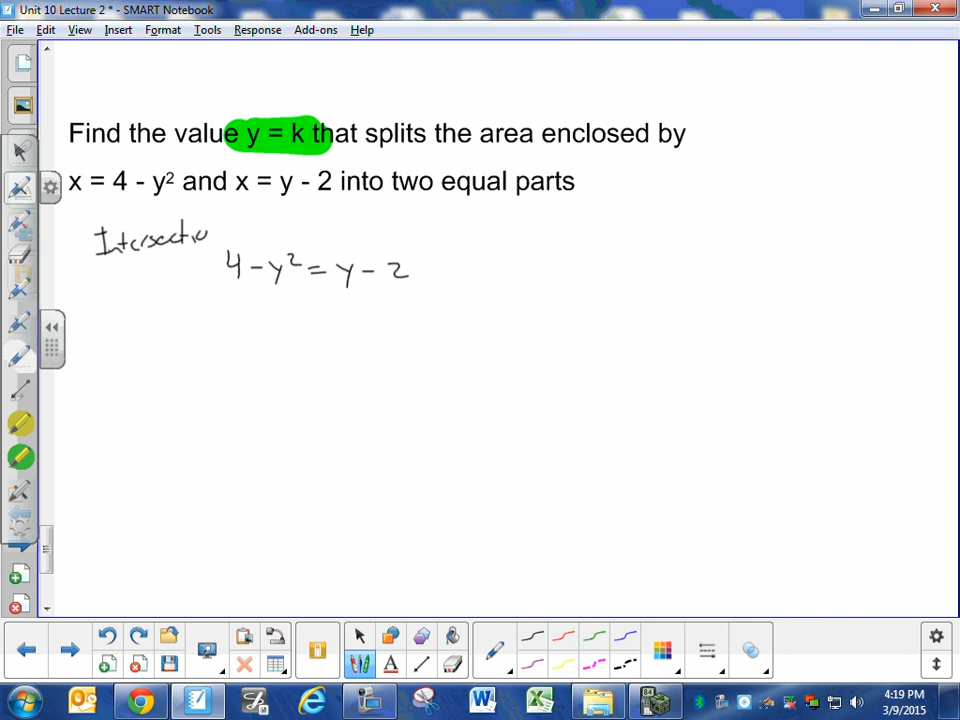 Unit 10 Lecture 2 * - SMART Notebook
File Edit View Insert Format Tools Response Add-ons Help
Find the value y = k that splits the area enclosed by
x = 4 - y² and x = y - 2 into two equal parts
Intersectio
4 - y² = y - 2
A
84
4:19 PM
3/9/2015